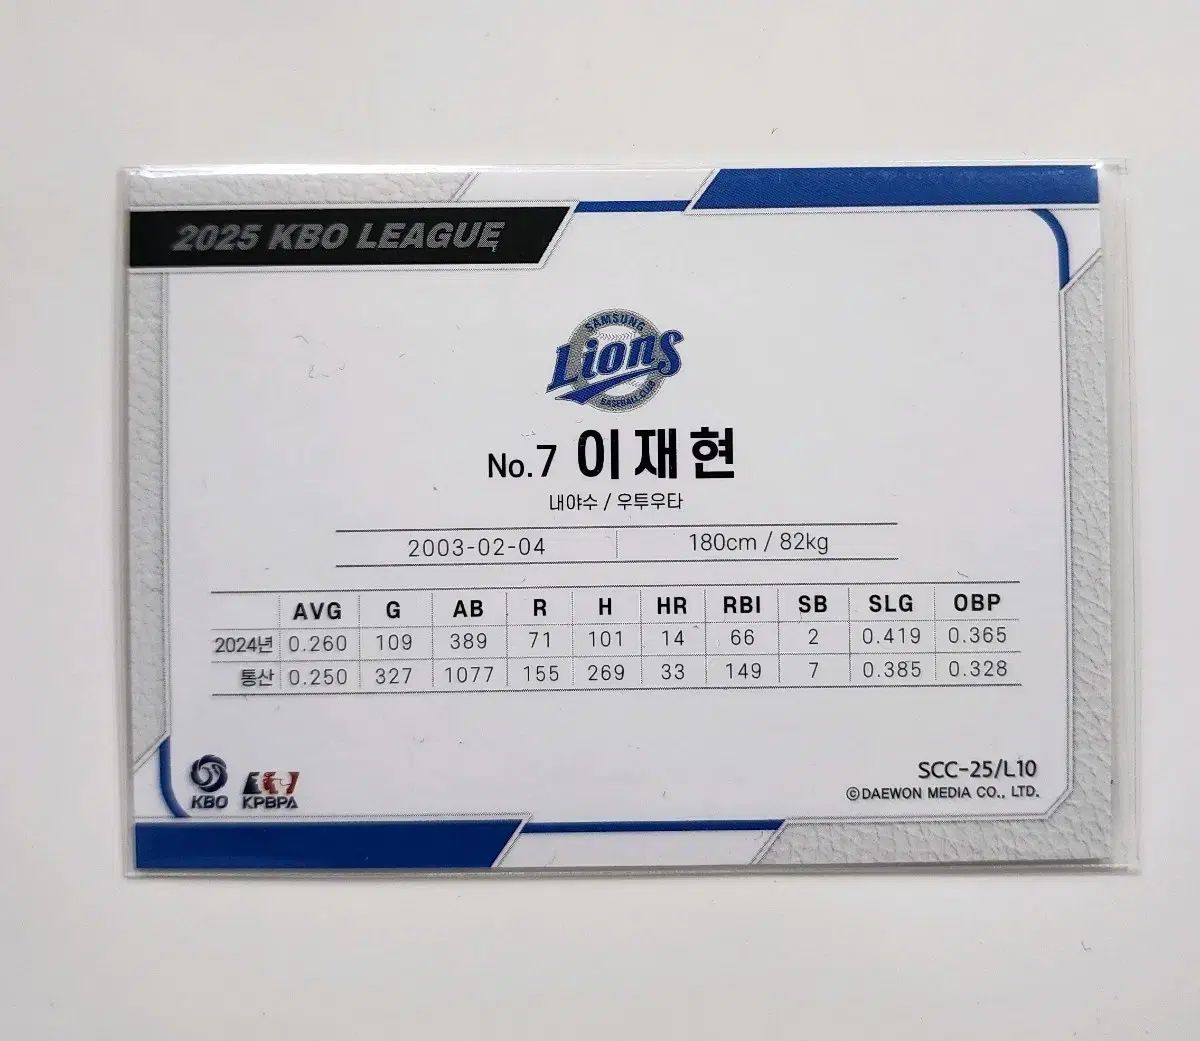 2025 KBO LEAGUE
SAMSUNG
Lions
BASEBALL CLUB
No.7 이재현
내야수 / 우투우타
2003-02-04 180cm / 82kg
AVG G AB R H HR RBI SB SLG OBP
2024년 0.260 109 389 71 101 14 66 2 0.419 0.365
통산 0.250 327 1077 155 269 33 149 7 0.385 0.328
SCC-25/L10
KBO KPBPA ©DAEWON MEDIA CO., LTD.